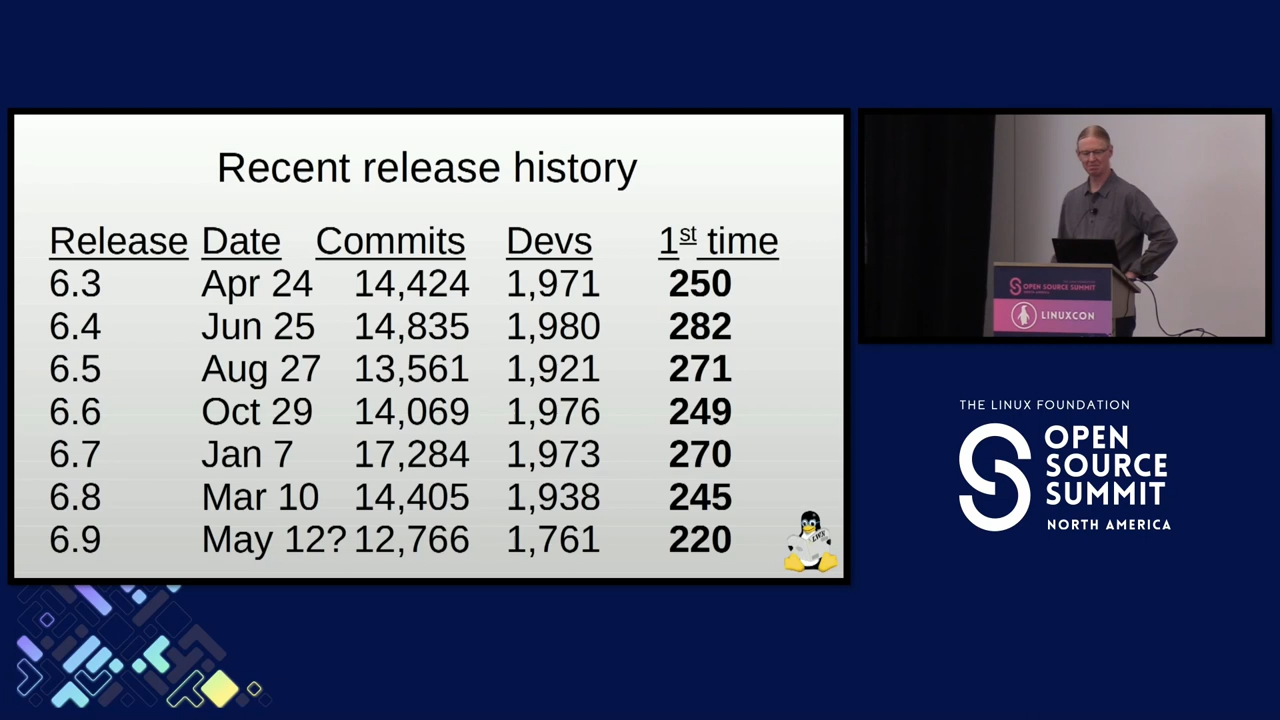 Recent release history
Release Date Commits Devs 1st time
6.3 Apr 24 14,424 1,971 250
6.4 Jun 25 14,835 1,980 282
6.5 Aug 27 13,561 1,921 271
6.6 Oct 29 14,069 1,976 249
6.7 Jan 7 17,284 1,973 270
6.8 Mar 10 14,405 1,938 245
6.9 May 12? 12,766 1,761 220
LWN
OPEN SOURCE SUMMIT
LINUXCON
THE LINUX FOUNDATION
OPEN
SOURCE
SUMMIT
NORTH AMERICA